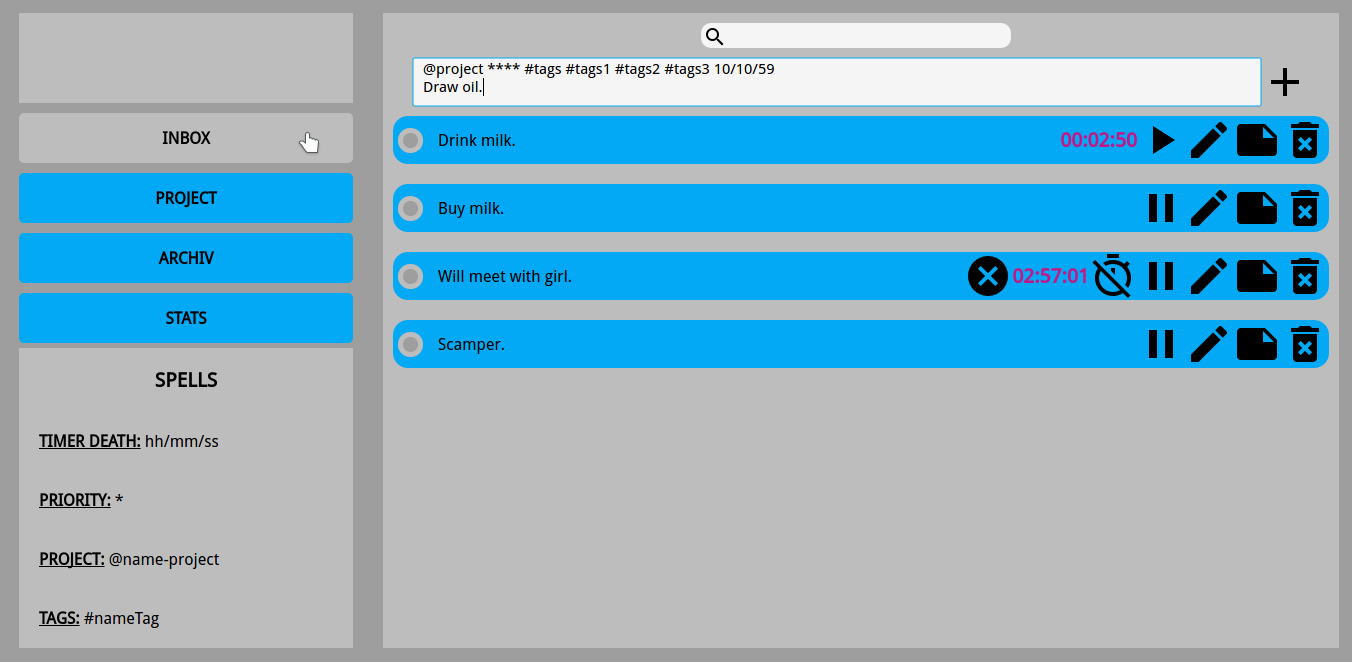 INBOX
PROJECT
ARCHIV
STATS
SPELLS
TIMER DEATH: hh/mm/ss
PRIORITY: *
PROJECT: @name-project
TAGS: #nameTag
@project **** #tags #tags1 #tags2 #tags3 10/10/59
Draw oil.
Drink milk. 00:02:50
Buy milk.
Will meet with girl. 02:57:01
Scamper.